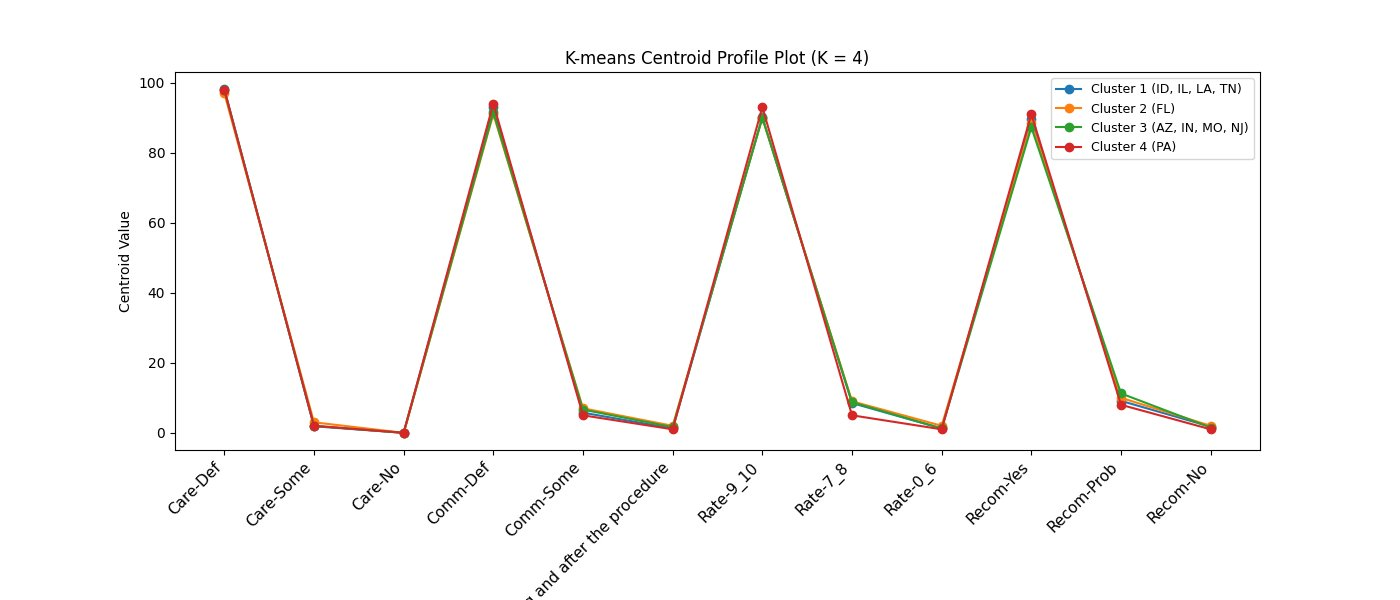 K-means Centroid Profile Plot (K = 4)
Cluster 1 (ID, IL, LA, TN)
Cluster 2 (FL)
Cluster 3 (AZ, IN, MO, NJ)
Cluster 4 (PA)
Centroid Value
100
80
60
40
20
0
Care-Def
Care-Some
Care-No
Comm-Def
Comm-Some
and after the procedure
Rate-9_10
Rate-7_8
Rate-0_6
Recom-Yes
Recom-Prob
Recom-No